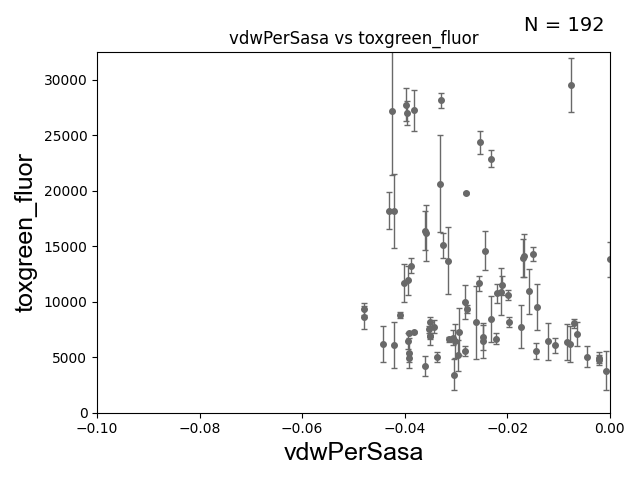 N = 192
vdwPerSasa vs toxgreen_fluor
30000
25000
20000
15000
10000
5000
0
toxgreen_fluor
−0.10 −0.08 −0.06 −0.04 −0.02 0.00
vdwPerSasa